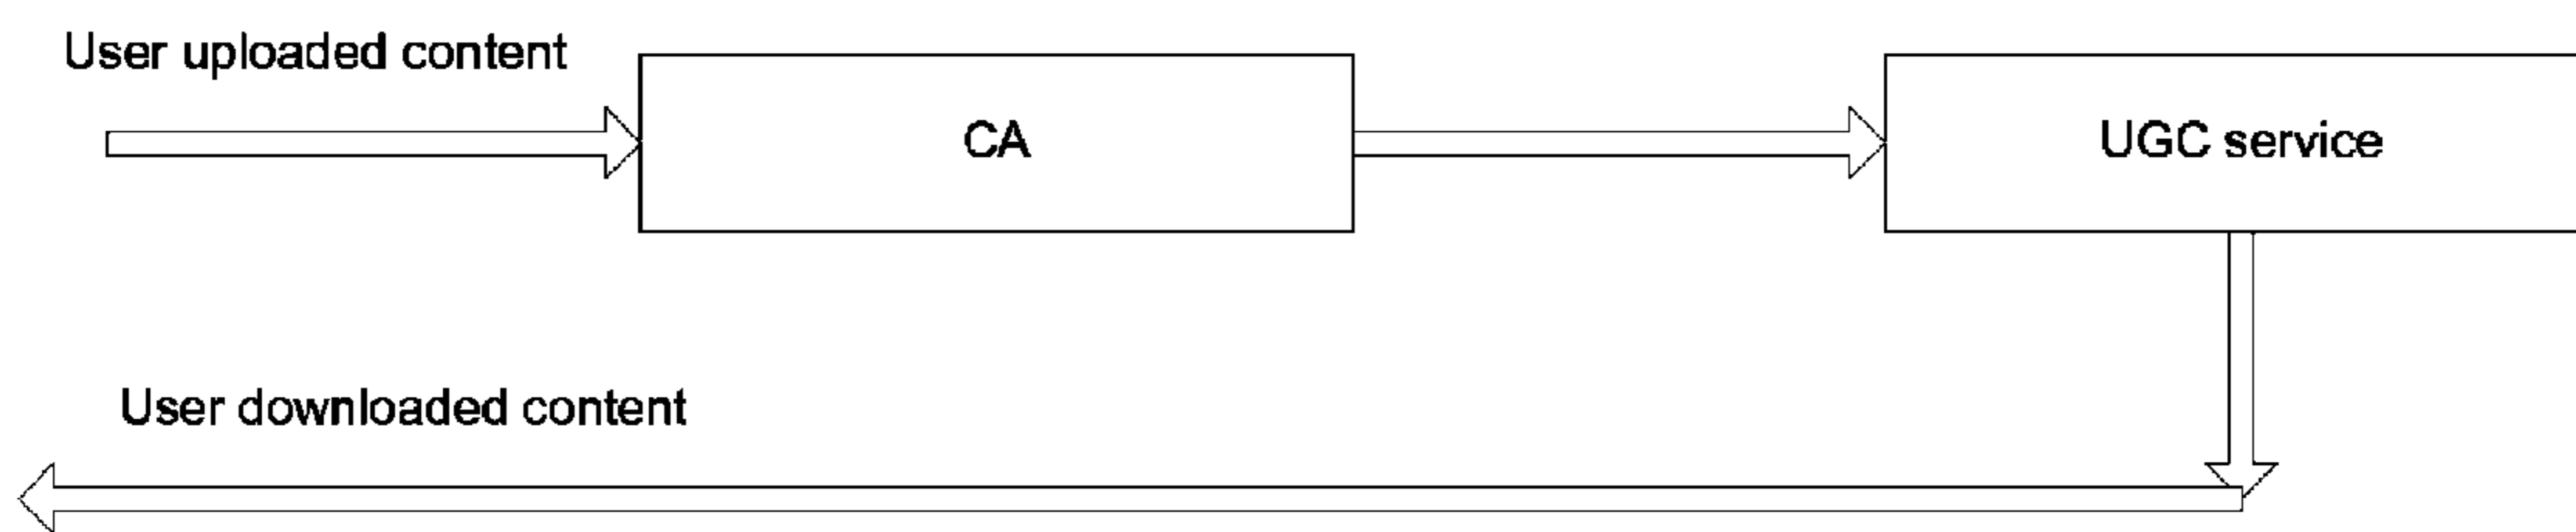 User uploaded content
CA
UGC service
User downloaded content